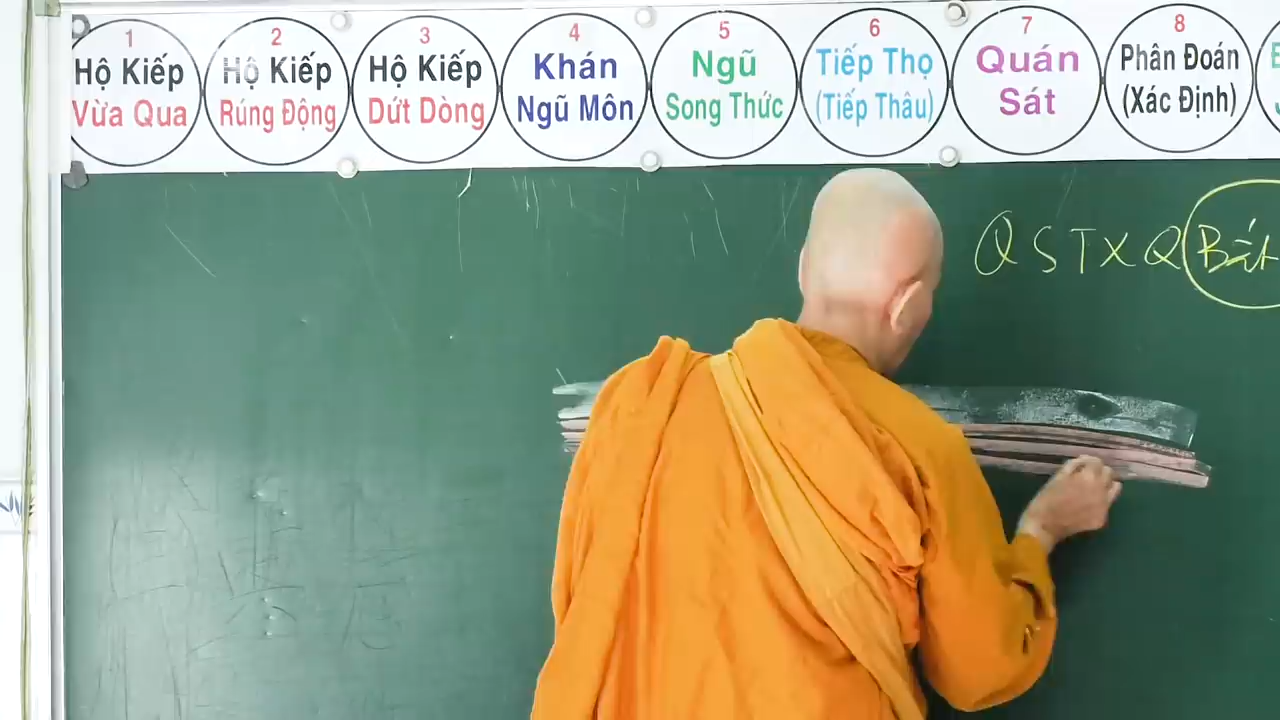 1
Hộ Kiếp
Vừa Qua
2
Hộ Kiếp
Rúng Động
3
Hộ Kiếp
Dứt Dòng
4
Khán
Ngũ Môn
5
Ngũ
Song Thức
6
Tiếp Thọ
(Tiếp Thâu)
7
Quán
Sát
8
Phân Đoán
(Xác Định)
Q S T X Q